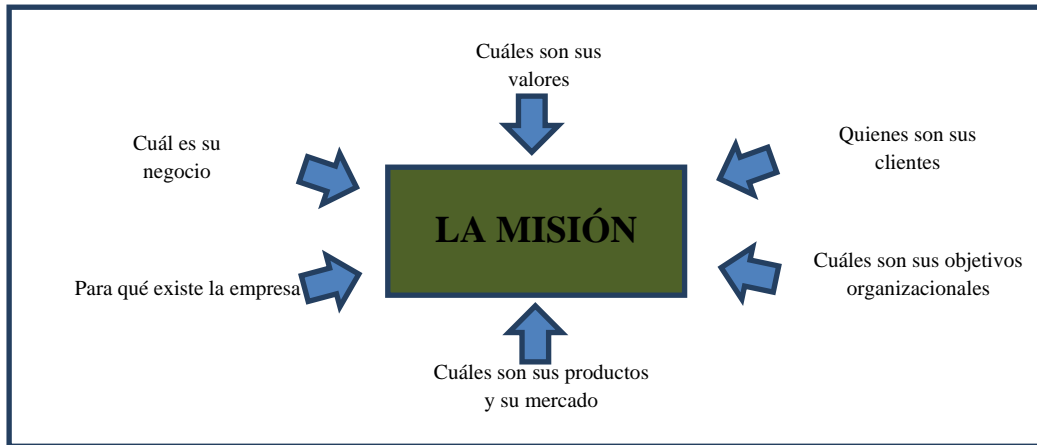 Cuáles son sus
valores
Cuál es su
negocio
Quienes son sus
clientes
LA MISIÓN
Para qué existe la empresa
Cuáles son sus objetivos
organizacionales
Cuáles son sus productos
y su mercado